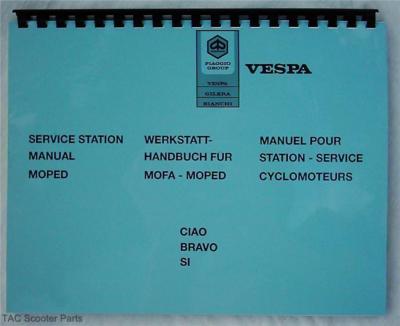 PIAGGIO
GROUP
VESPA
GILERA
BIANCHI
VESPA
SERVICE STATION
MANUAL
MOPED
WERKSTATT-
HANDBUCH FUR
MOFA - MOPED
MANUEL POUR
STATION - SERVICE
CYCLOMOTEURS
CIAO
BRAVO
SI
TAC Scooter Parts